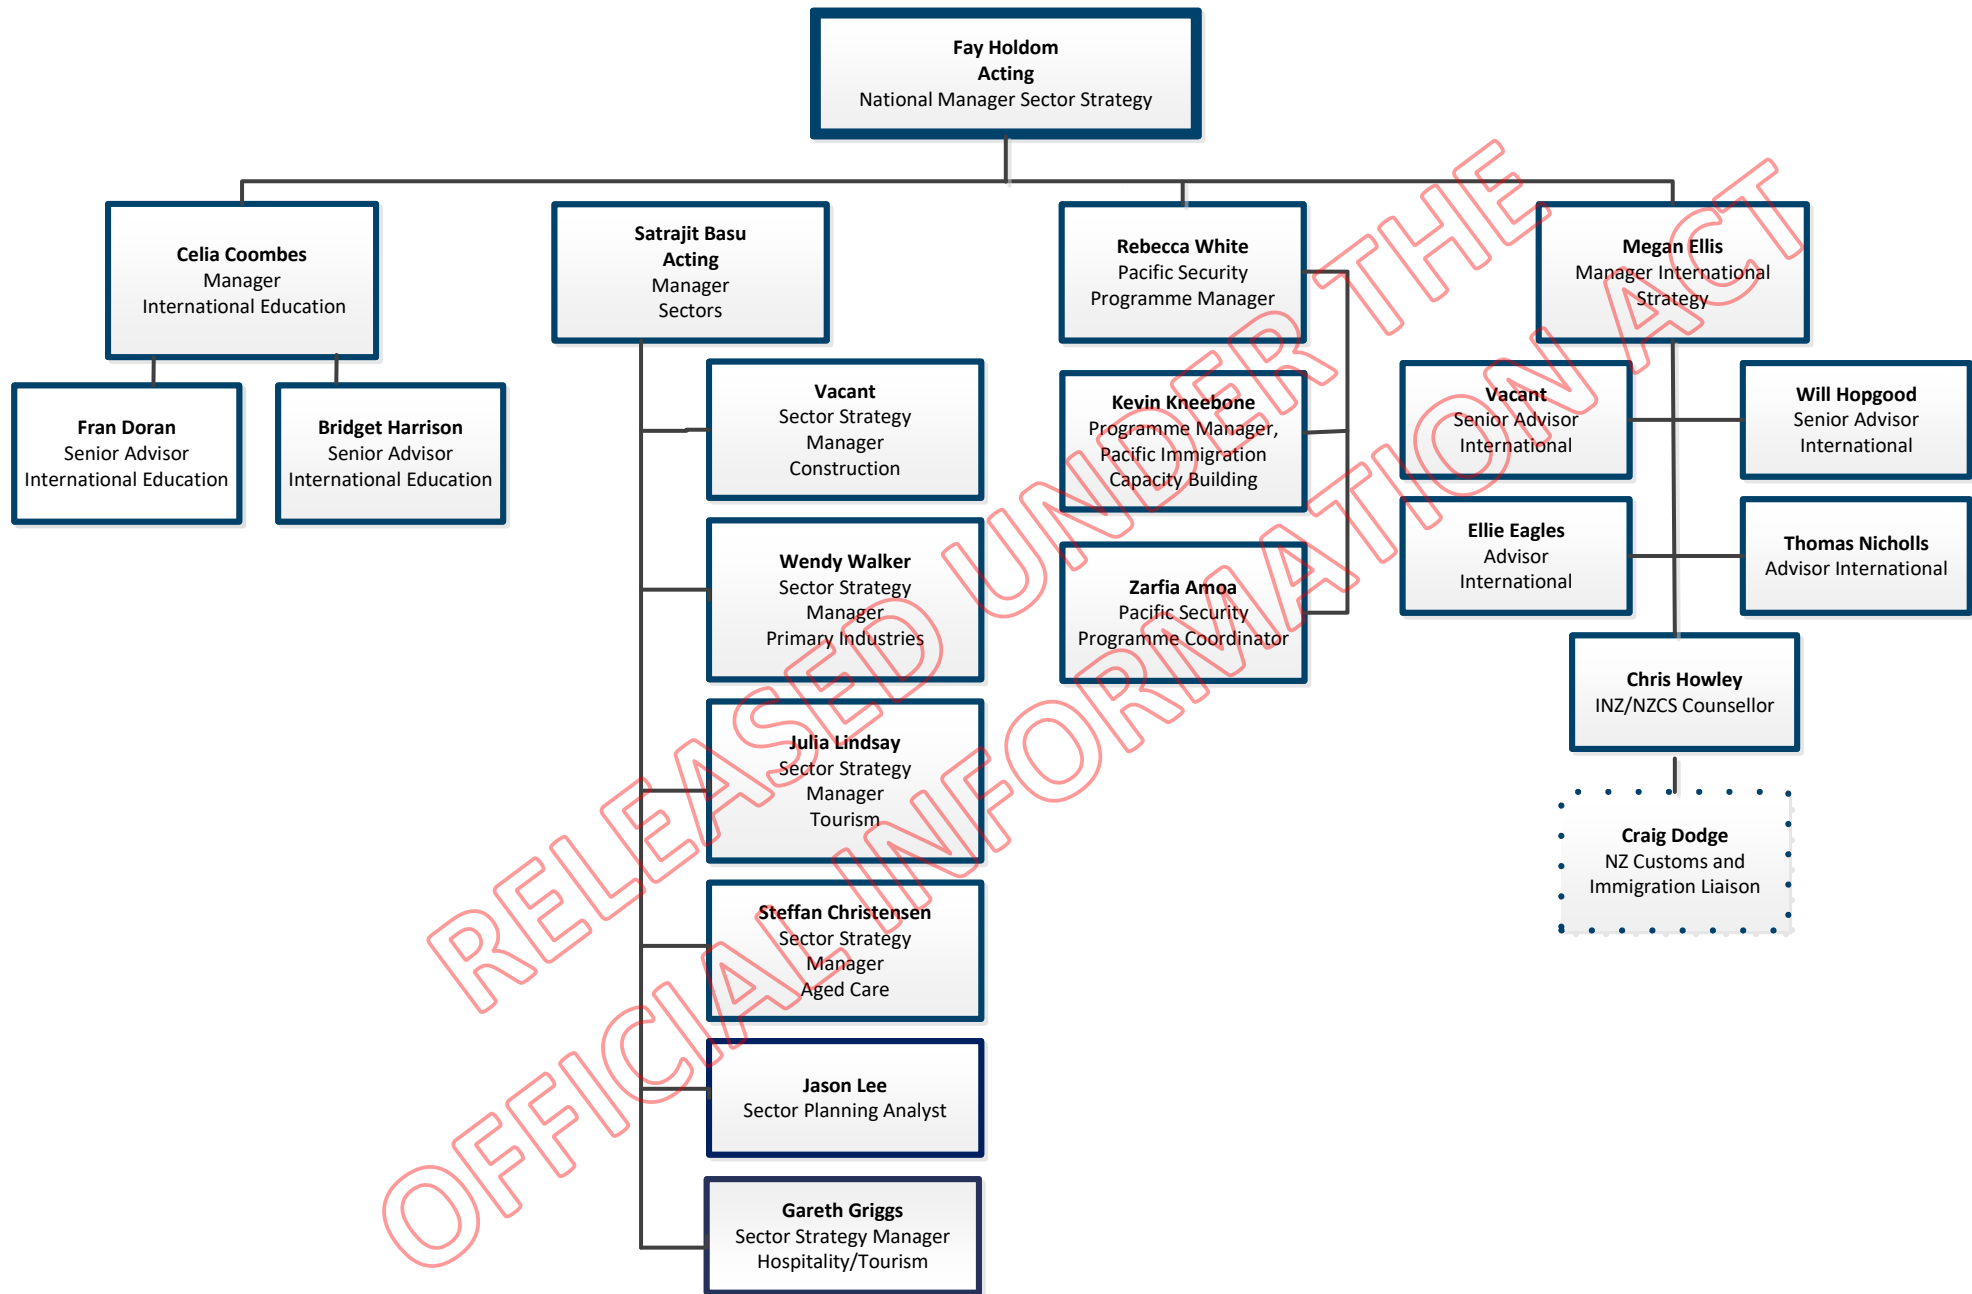 Fay Holdom
Acting
National Manager Sector Strategy
Celia Coombes
Manager
International Education
Satrajit Basu
Acting
Manager
Sectors
Rebecca White
Pacific Security
Programme Manager
Megan Ellis
Manager International
Strategy
Fran Doran
Senior Advisor
International Education
Bridget Harrison
Senior Advisor
International Education
Vacant
Sector Strategy
Manager
Construction
Wendy Walker
Sector Strategy
Manager
Primary Industries
Julia Lindsay
Sector Strategy
Manager
Tourism
Steffan Christensen
Sector Strategy
Manager
Aged Care
Jason Lee
Sector Planning Analyst
Gareth Griggs
Sector Strategy Manager
Hospitality/Tourism
Kevin Kneebone
Programme Manager,
Pacific Immigration
Capacity Building
Zarfia Amoa
Pacific Security
Programme Coordinator
Vacant
Senior Advisor
International
Will Hopgood
Senior Advisor
International
Ellie Eagles
Advisor
International
Thomas Nicholls
Advisor International
Chris Howley
INZ/NZCS Counsellor
Craig Dodge
NZ Customs and
Immigration Liaison
RELEASED UNDER THE
OFFICIAL INFORMATION ACT